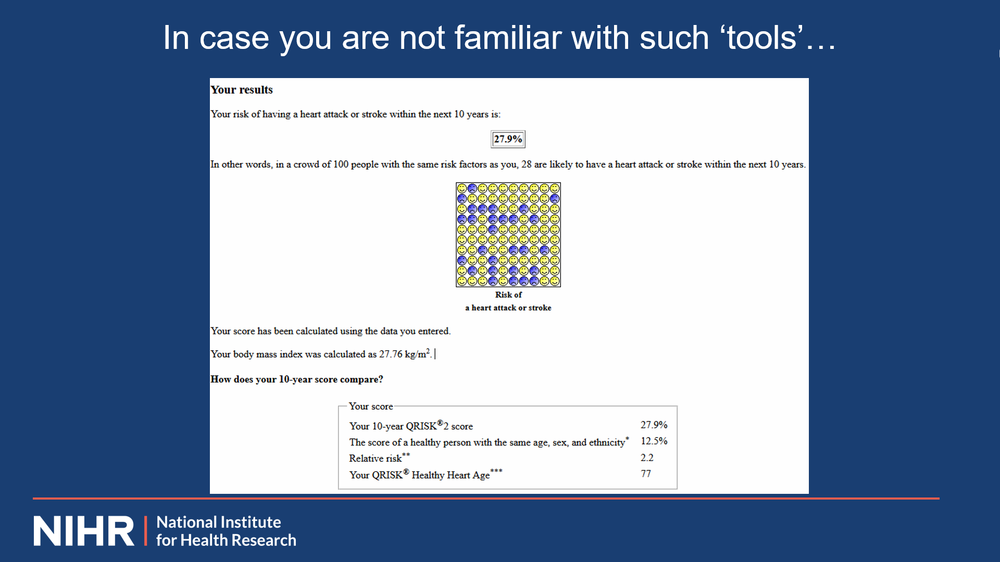 In case you are not familiar with such ‘tools’…
Your results
Your risk of having a heart attack or stroke within the next 10 years is:
27.9%
In other words, in a crowd of 100 people with the same risk factors as you, 28 are likely to have a heart attack or stroke within the next 10 years.
Risk of
a heart attack or stroke
Your score has been calculated using the data you entered.
Your body mass index was calculated as 27.76 kg/m².
How does your 10-year score compare?
Your score
Your 10-year QRISK®2 score 27.9%
The score of a healthy person with the same age, sex, and ethnicity* 12.5%
Relative risk** 2.2
Your QRISK® Healthy Heart Age*** 77
NIHR | National Institute
for Health Research